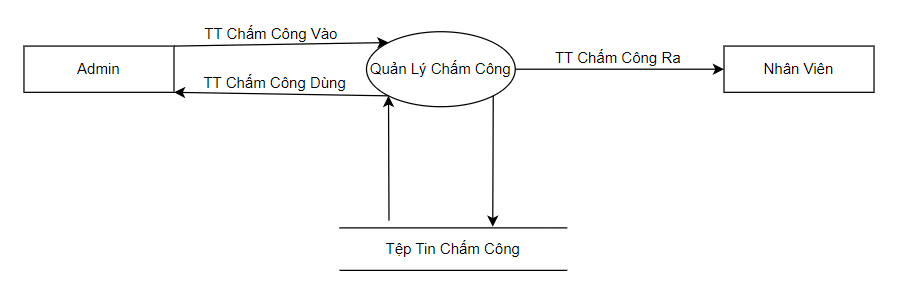 TT Chấm Công Vào
Admin
Quản Lý Chấm Công
TT Chấm Công Ra
Nhân Viên
TT Chấm Công Dùng
Tệp Tin Chấm Công